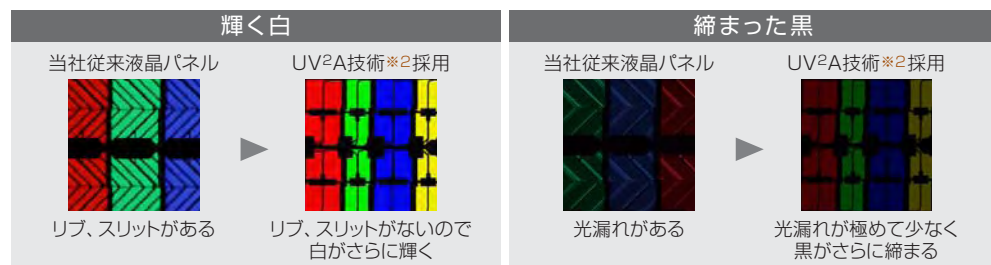 輝く白
当社従来液晶パネル
UV²A技術※2採用
リブ、スリットがある
リブ、スリットがないので
白がさらに輝く
締まった黒
当社従来液晶パネル
UV²A技術※2採用
光漏れがある
光漏れが極めて少なく
黒がさらに締まる